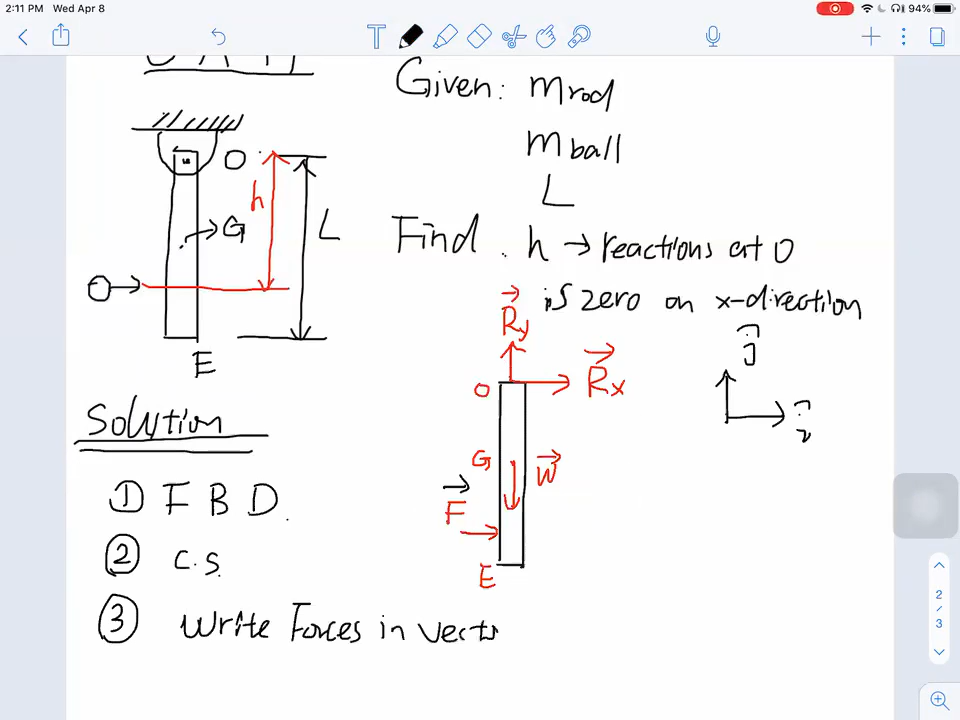 2:11 PM Wed Apr 8
94%
Given: mrod
mball
L
O
h
G
L
E
Find. h → reactions at O
is zero on x-direction
Ry
Rx
O
G
W
F
E
j
i
Solution
① F B D.
② C.S.
③ Write Forces in vect
2
/
3